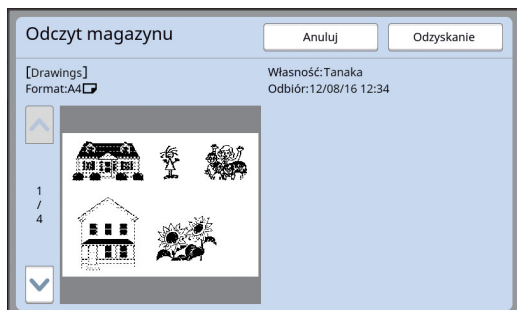 Odczyt magazynu
Anuluj
Odzyskanie
[Drawings]
Format:A4
Własność:Tanaka
Odbiór:12/08/16 12:34
1
/
4